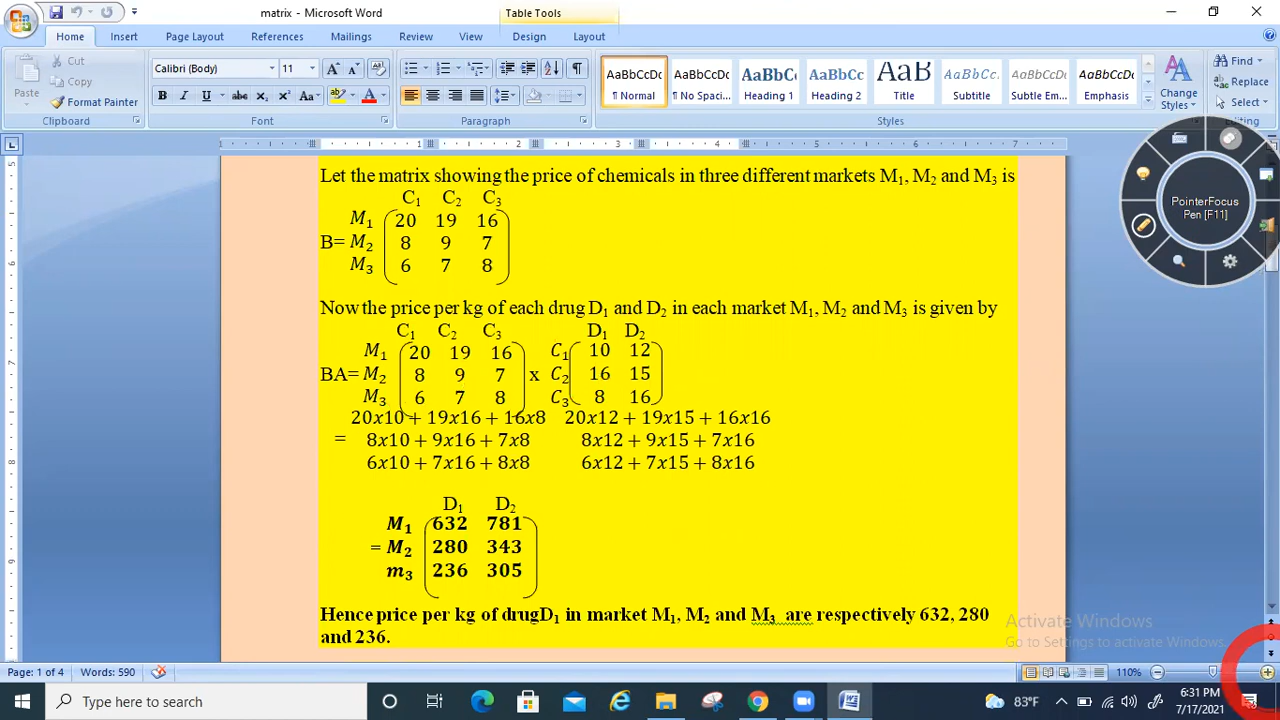 matrix - Microsoft Word
Table Tools
Home Insert Page Layout References Mailings Review View Design Layout
Paste
Cut
Copy
Format Painter
Clipboard
Calibri (Body) 11
Font
Paragraph
AaBbCcDc AaBbCcDc AaBbCc AaBbCc AaB AaBbCc. AaBbCcDc AaBbCcDc
¶ Normal ¶ No Spaci... Heading 1 Heading 2 Title Subtitle Subtle Em... Emphasis
Change Styles
Styles
Find
Replace
Select
Editing
PointerFocus
Pen [F11]
Let the matrix showing the price of chemicals in three different markets M₁, M₂ and M₃ is
C₁ C₂ C₃
M₁ 20 19 16
B= M₂ 8 9 7
M₃ 6 7 8
Now the price per kg of each drug D₁ and D₂ in each market M₁, M₂ and M₃ is given by
C₁ C₂ C₃ D₁ D₂
M₁ 20 19 16 C₁ 10 12
BA= M₂ 8 9 7 x C₂ 16 15
M₃ 6 7 8 C₃ 8 16
20x10 + 19x16 + 16x8 20x12 + 19x15 + 16x16
= 8x10 + 9x16 + 7x8 8x12 + 9x15 + 7x16
6x10 + 7x16 + 8x8 6x12 + 7x15 + 8x16
D₁ D₂
M₁ 632 781
= M₂ 280 343
m₃ 236 305
Hence price per kg of drugD₁ in market M₁, M₂ and M₃ are respectively 632, 280
and 236.
Activate Windows
Go to Settings to activate Windows.
Page: 1 of 4 Words: 590 110%
Type here to search
83°F
6:31 PM
7/17/2021